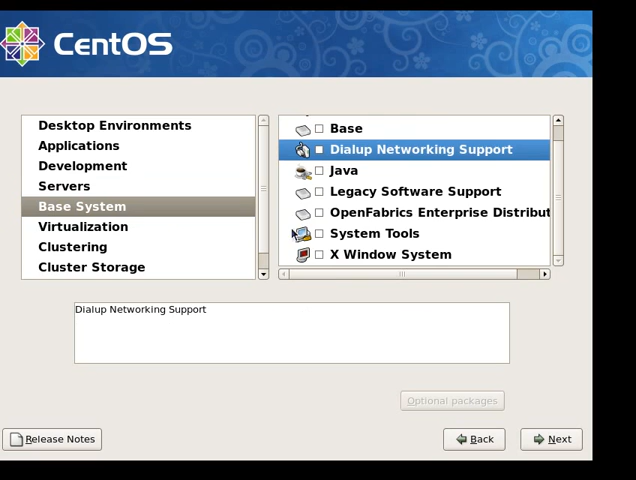 CentOS
Desktop Environments
Applications
Development
Servers
Base System
Virtualization
Clustering
Cluster Storage
Base
Dialup Networking Support
Java
Legacy Software Support
OpenFabrics Enterprise Distribut
System Tools
X Window System
Dialup Networking Support
Optional packages
Release Notes
Back
Next